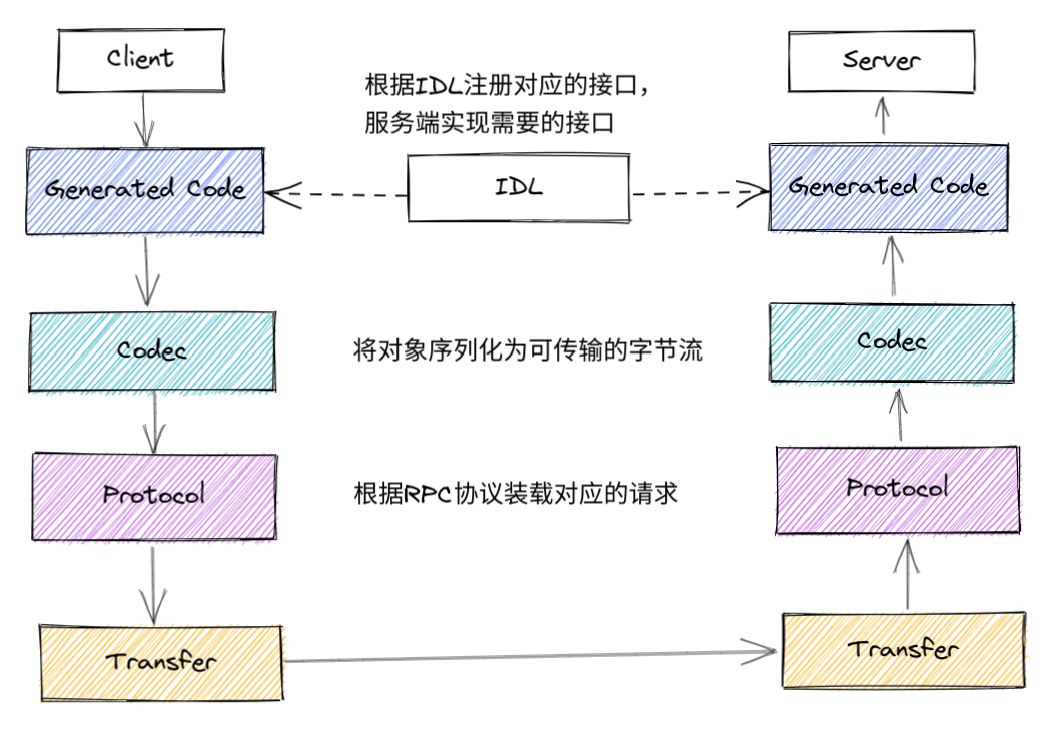 Client
Server
根据IDL注册对应的接口，
服务端实现需要的接口
Generated Code
IDL
Generated Code
Codec
将对象序列化为可传输的字节流
Codec
Protocol
根据RPC协议装载对应的请求
Protocol
Transfer
Transfer